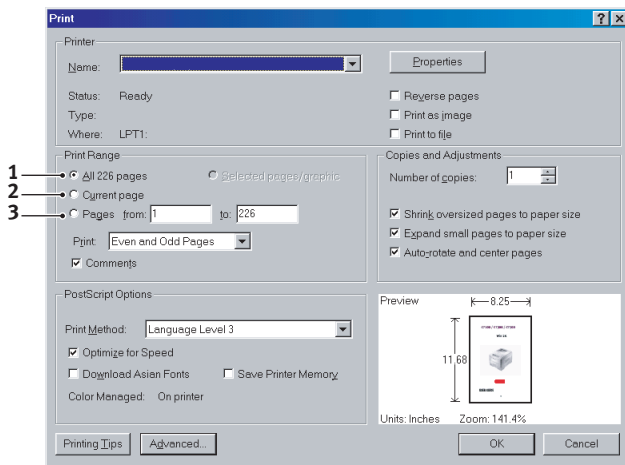 Print
Printer
Name:
Properties
Status: Ready
Reverse pages
Type:
Print as image
Where: LPT1:
Print to file
Print Range
Copies and Adjustments
1
All 226 pages
Selected pages/graphic
Number of copies: 1
2
Current page
3
Pages from: 1 to: 226
Shrink oversized pages to paper size
Print: Even and Odd Pages
Expand small pages to paper size
Comments
Auto-rotate and center pages
PostScript Options
Preview
8.25
Print Method: Language Level 3
Optimize for Speed
11.68
Download Asian Fonts
Save Printer Memory
Color Managed: On printer
Units: Inches Zoom: 141.4%
Printing Tips
Advanced...
OK
Cancel